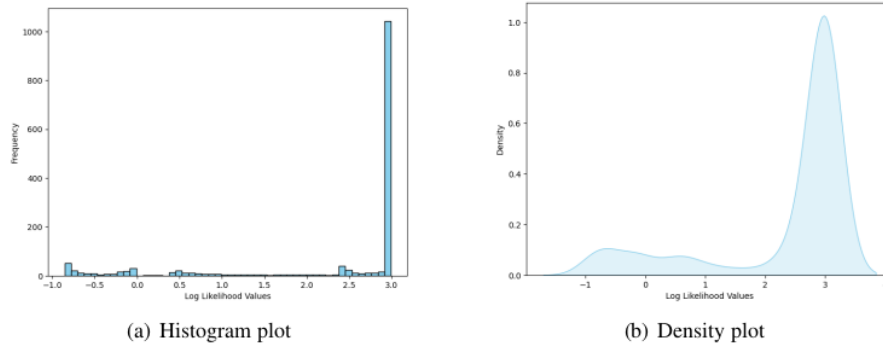 1000
800
600
400
200
0
Frequency
−1.0 −0.5 0.0 0.5 1.0 1.5 2.0 2.5 3.0
Log Likelihood Values
(a) Histogram plot
1.0
0.8
0.6
0.4
0.2
0.0
Density
−1 0 1 2 3
Log Likelihood Values
(b) Density plot